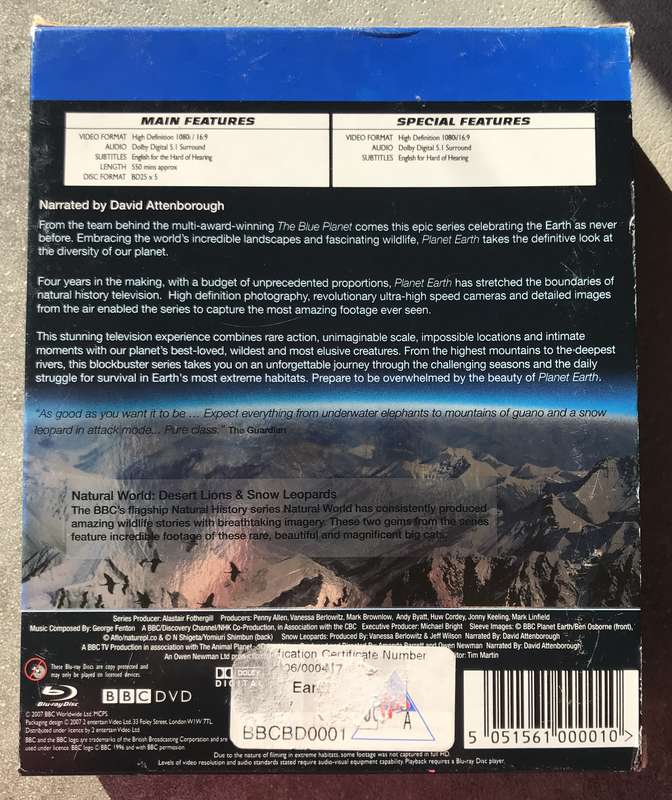 MAIN FEATURES
VIDEO FORMAT High Definition 1080i / 16:9
AUDIO Dolby Digital 5.1 Surround
SUBTITLES English for the Hard of Hearing
LENGTH 550 mins approx
DISC FORMAT BD25 x 5
SPECIAL FEATURES
VIDEO FORMAT High Definition 1080i/16:9
AUDIO Dolby Digital 5.1 Surround
SUBTITLES English for the Hard of Hearing
Narrated by David Attenborough
From the team behind the multi-award-winning The Blue Planet comes this epic series celebrating the Earth as never
before. Embracing the world's incredible landscapes and fascinating wildlife, Planet Earth takes the definitive look at
the diversity of our planet.
Four years in the making, with a budget of unprecedented proportions, Planet Earth has stretched the boundaries of
natural history television. High definition photography, revolutionary ultra-high speed cameras and detailed images
from the air enabled the series to capture the most amazing footage ever seen.
This stunning television experience combines rare action, unimaginable scale, impossible locations and intimate
moments with our planet's best-loved, wildest and most elusive creatures. From the highest mountains to the deepest
rivers, this blockbuster series takes you on an unforgettable journey through the challenging seasons and the daily
struggle for survival in Earth's most extreme habitats. Prepare to be overwhelmed by the beauty of Planet Earth.
"As good as you want it to be ... Expect everything from underwater elephants to mountains of guano and a snow
leopard in attack mode... Pure class." The Guardian
Natural World: Desert Lions & Snow Leopards
The BBC's flagship Natural History series Natural World has consistently produced
amazing wildlife stories with breathtaking imagery. These two gems from the series
feature incredible footage of these rare, beautiful and magnificent big cats.
Series Producer: Alastair Fothergill Producers: Penny Allen, Vanessa Berlowitz, Mark Brownlow, Andy Byatt, Huw Cordey, Jonny Keeling, Mark Linfield
Music Composed By: George Fenton A BBC/Discovery Channel/NHK Co-Production, in Association with the CBC Executive Producer: Michael Bright Sleeve Images: © BBC Planet Earth/Ben Osborne (front),
© Aflo/naturepl.co & © N Shigeta/Yomiuri Shimbun (back) Snow Leopards: Produced By: Vanessa Berlowitz & Jeff Wilson Narrated By: David Attenborough
A BBC TV Production in association with The Animal Planet Owen Newman Narrated By: David Attenborough
An Owen Newman Ltd Tim Martin
These Blu-ray Discs are copy protected and
may only be played on licensed devices.
DOLBY
DIGITAL
fication Certificate Number
06/000417
Ear
BBCBD0001
A
Blu-ray Disc
BBC DVD
© 2007 BBC Worldwide Ltd. MCPS.
Packaging design © 2007 2 entertain Video Ltd. 33 Foley Street, London W1W 7TL.
Distributed under licence by 2 entertain Video Ltd.
BBC and the BBC logo are trademarks of the British Broadcasting Corporation and are
used under licence. BBC logo © BBC 1996 and with BBC permission.
Due to the nature of filming in extreme habitats, some footage was not captured in full HD.
Levels of video resolution and audio standards stated require audio-visual equipment capability. Playback requires a Blu-ray Disc player.
5 051561 000010 >